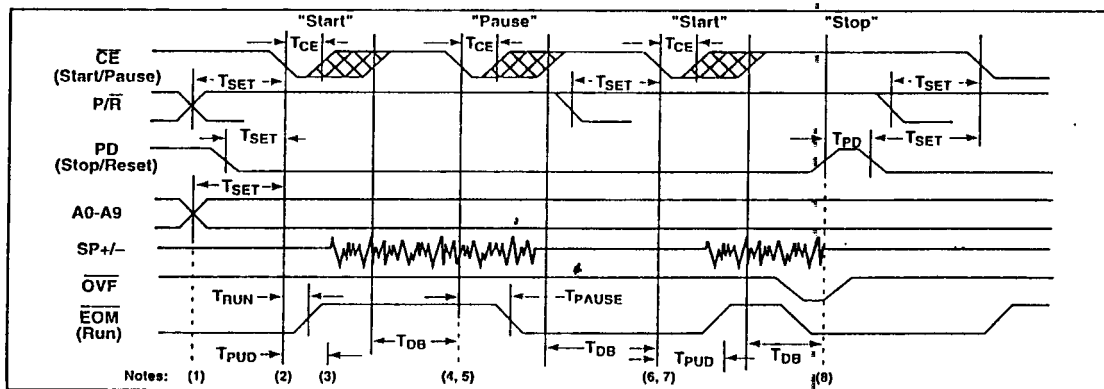 "Start" "Pause" "Start" "Stop"
TCE TCE TCE
CE
(Start/Pause)
TSET TSET TSET
P/R
TSET TPD TSET
PD
(Stop/Reset)
TSET
A0-A9
SP+/–
OVF
TRUN TPAUSE
EOM
(Run)
TPUD TDB TDB TPUD TDB
Notes: (1) (2) (3) (4, 5) (6, 7) (8)